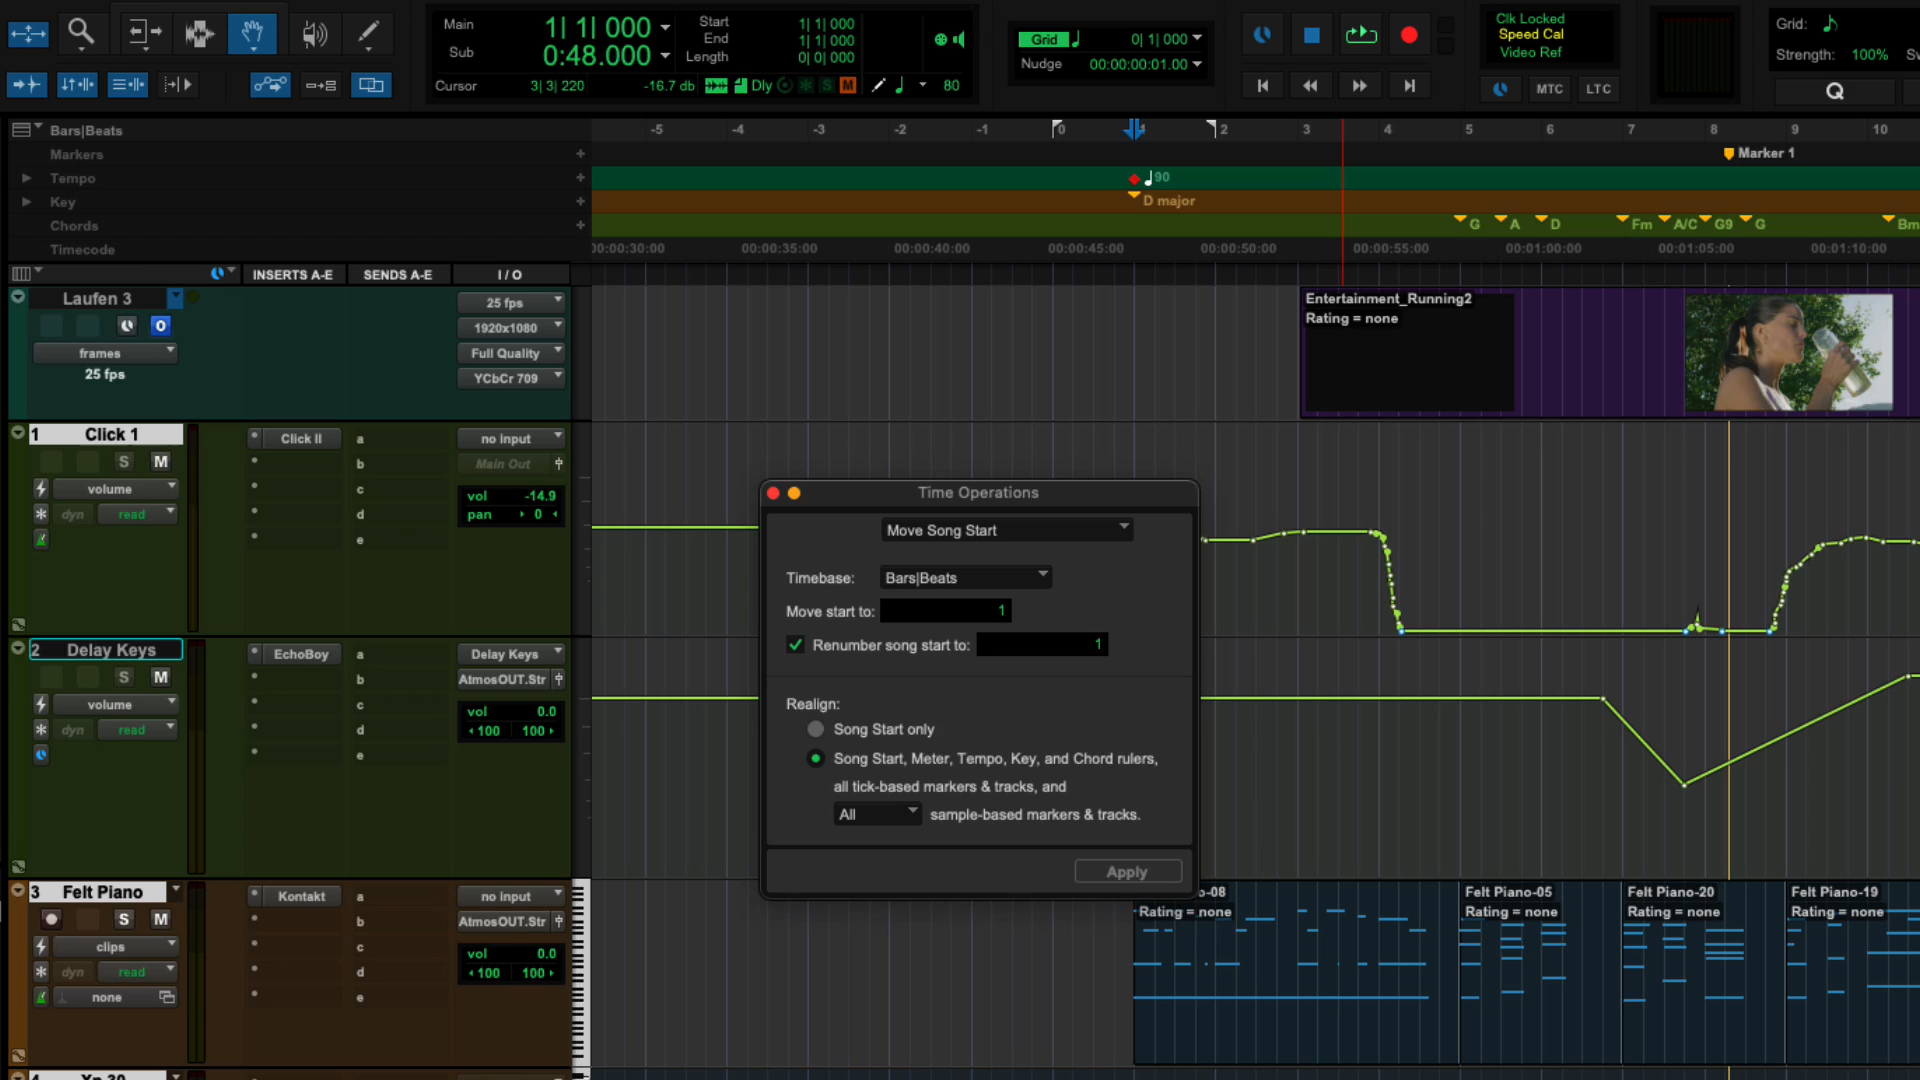 Main 1| 1| 000
Sub 0:48.000
Start 1| 1| 000
End 1| 1| 000
Length 0| 0| 000
Cursor 3| 3| 220 -16.7 db Dly S M 80
Grid 0| 1| 000
Nudge 00:00:00:01.00
Clk Locked
Speed Cal
Video Ref
MTC LTC
Grid:
Strength: 100%
Q
Bars|Beats -5 -4 -3 -2 -1 0 2 3 4 5 6 7 8 9 10
Markers Marker 1
Tempo 90
Key D major
Chords G A D Fm A/C G9 G Bm
Timecode 00:00:30:00 00:00:35:00 00:00:40:00 00:00:45:00 00:00:50:00 00:00:55:00 00:01:00:00 00:01:05:00 00:01:10:00
INSERTS A-E SENDS A-E I / O
Laufen 3
O
frames
25 fps
25 fps
1920x1080
Full Quality
YCbCr 709
Entertainment_Running2
Rating = none
1 Click 1
S M
volume
dyn read
Click II
a
b
c
d
e
no input
Main Out
vol -14.9
pan 0
2 Delay Keys
S M
volume
dyn read
EchoBoy
a
b
c
d
e
Delay Keys
AtmosOUT.Str
vol 0.0
100 100
3 Felt Piano
S M
clips
dyn read
none
Kontakt
a
b
c
d
e
no input
AtmosOUT.Str
vol 0.0
100 100
Time Operations
Move Song Start
Timebase: Bars|Beats
Move start to: 1
Renumber song start to: 1
Realign:
Song Start only
Song Start, Meter, Tempo, Key, and Chord rulers,
all tick-based markers & tracks, and
All sample-based markers & tracks.
Apply
o-08
Rating = none
Felt Piano-05
Rating = none
Felt Piano-20
Rating = none
Felt Piano-19
Rating = none